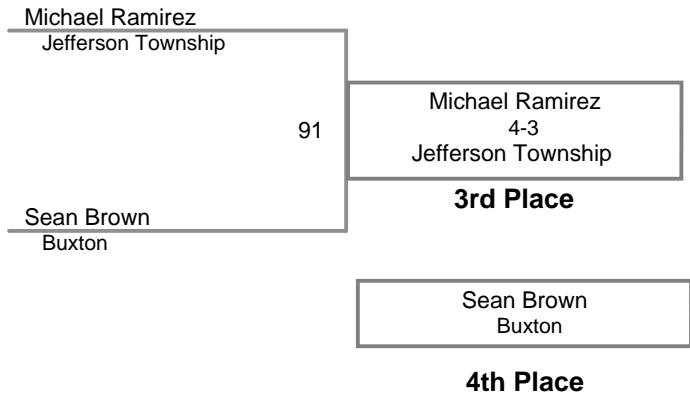 Michael Ramirez
Jefferson Township
91
Michael Ramirez
4-3
Jefferson Township
3rd Place
Sean Brown
Buxton
Sean Brown
Buxton
4th Place